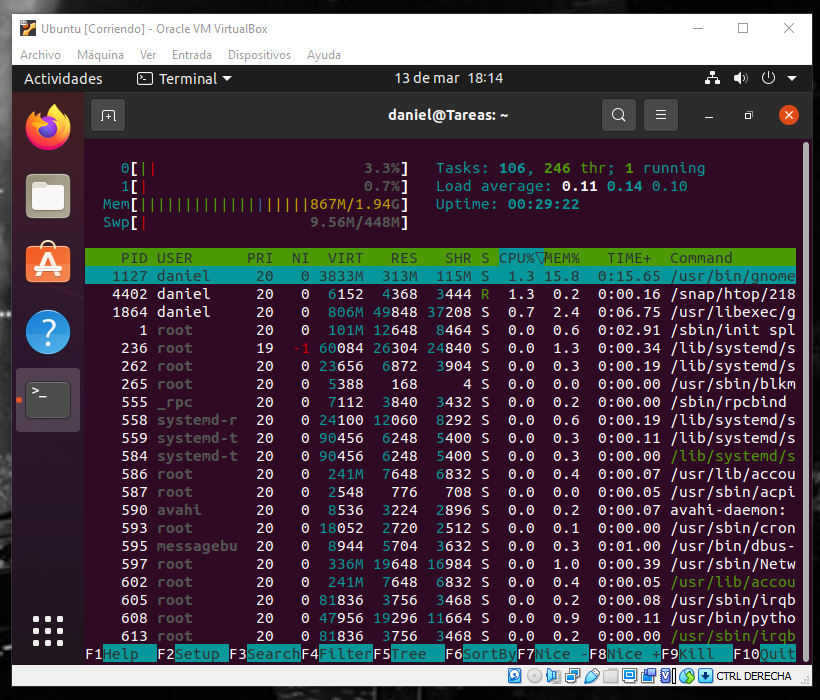 Ubuntu [Corriendo] - Oracle VM VirtualBox
Archivo Máquina Ver Entrada Dispositivos Ayuda
Actividades Terminal 13 de mar 18:14
daniel@Tareas: ~
0[|| 3.3%] Tasks: 106, 246 thr; 1 running
1[| 0.7%] Load average: 0.11 0.14 0.10
Mem[|||||||||||||||||||867M/1.94G] Uptime: 00:29:22
Swp[| 9.56M/448M]
PID USER PRI NI VIRT RES SHR S CPU%▽MEM% TIME+ Command
1127 daniel 20 0 3833M 313M 115M S 1.3 15.8 0:15.65 /usr/bin/gnome
4402 daniel 20 0 6152 4368 3444 R 1.3 0.2 0:00.16 /snap/htop/218
1864 daniel 20 0 806M 49848 37208 S 0.7 2.4 0:06.75 /usr/libexec/g
1 root 20 0 101M 12648 8464 S 0.0 0.6 0:02.91 /sbin/init spl
236 root 19 -1 60084 26304 24840 S 0.0 1.3 0:00.34 /lib/systemd/s
262 root 20 0 23656 6872 3904 S 0.0 0.3 0:00.19 /lib/systemd/s
265 root 20 0 5388 168 4 S 0.0 0.0 0:00.00 /usr/sbin/blkm
555 _rpc 20 0 7112 3840 3432 S 0.0 0.2 0:00.00 /sbin/rpcbind
558 systemd-r 20 0 24100 12060 8292 S 0.0 0.6 0:00.19 /lib/systemd/s
559 systemd-t 20 0 90456 6248 5400 S 0.0 0.3 0:00.11 /lib/systemd/s
584 systemd-t 20 0 90456 6248 5400 S 0.0 0.3 0:00.00 /lib/systemd/s
586 root 20 0 241M 7648 6832 S 0.0 0.4 0:00.07 /usr/lib/accou
587 root 20 0 2548 776 708 S 0.0 0.0 0:00.05 /usr/sbin/acpi
590 avahi 20 0 8536 3224 2896 S 0.0 0.2 0:00.07 avahi-daemon:
593 root 20 0 18052 2720 2512 S 0.0 0.1 0:00.00 /usr/sbin/cron
595 messagebu 20 0 8944 5704 3632 S 0.0 0.3 0:01.00 /usr/bin/dbus-
597 root 20 0 336M 19648 16984 S 0.0 1.0 0:00.39 /usr/sbin/Netw
602 root 20 0 241M 7648 6832 S 0.0 0.4 0:00.05 /usr/lib/accou
605 root 20 0 81836 3756 3468 S 0.0 0.2 0:00.08 /usr/sbin/irqb
608 root 20 0 47956 19296 11664 S 0.0 0.9 0:00.11 /usr/bin/pytho
613 root 20 0 81836 3756 3468 S 0.0 0.2 0:00.00 /usr/sbin/irqb
F1Help F2Setup F3SearchF4FilterF5Tree F6SortByF7Nice -F8Nice +F9Kill F10Quit
CTRL DERECHA